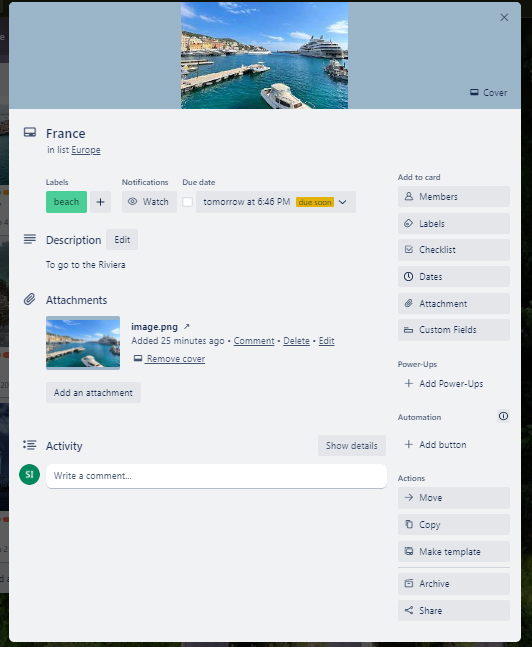 Cover
France
in list Europe
Labels
Notifications
Due date
beach
Watch
tomorrow at 6:46 PM due soon
Description Edit
To go to the Riviera
Attachments
image.png
Added 25 minutes ago • Comment • Delete • Edit
Remove cover
Add an attachment
Activity
Show details
SI
Write a comment...
Add to card
Members
Labels
Checklist
Dates
Attachment
Custom Fields
Power-Ups
+ Add Power-Ups
Automation
+ Add button
Actions
Move
Copy
Make template
Archive
Share